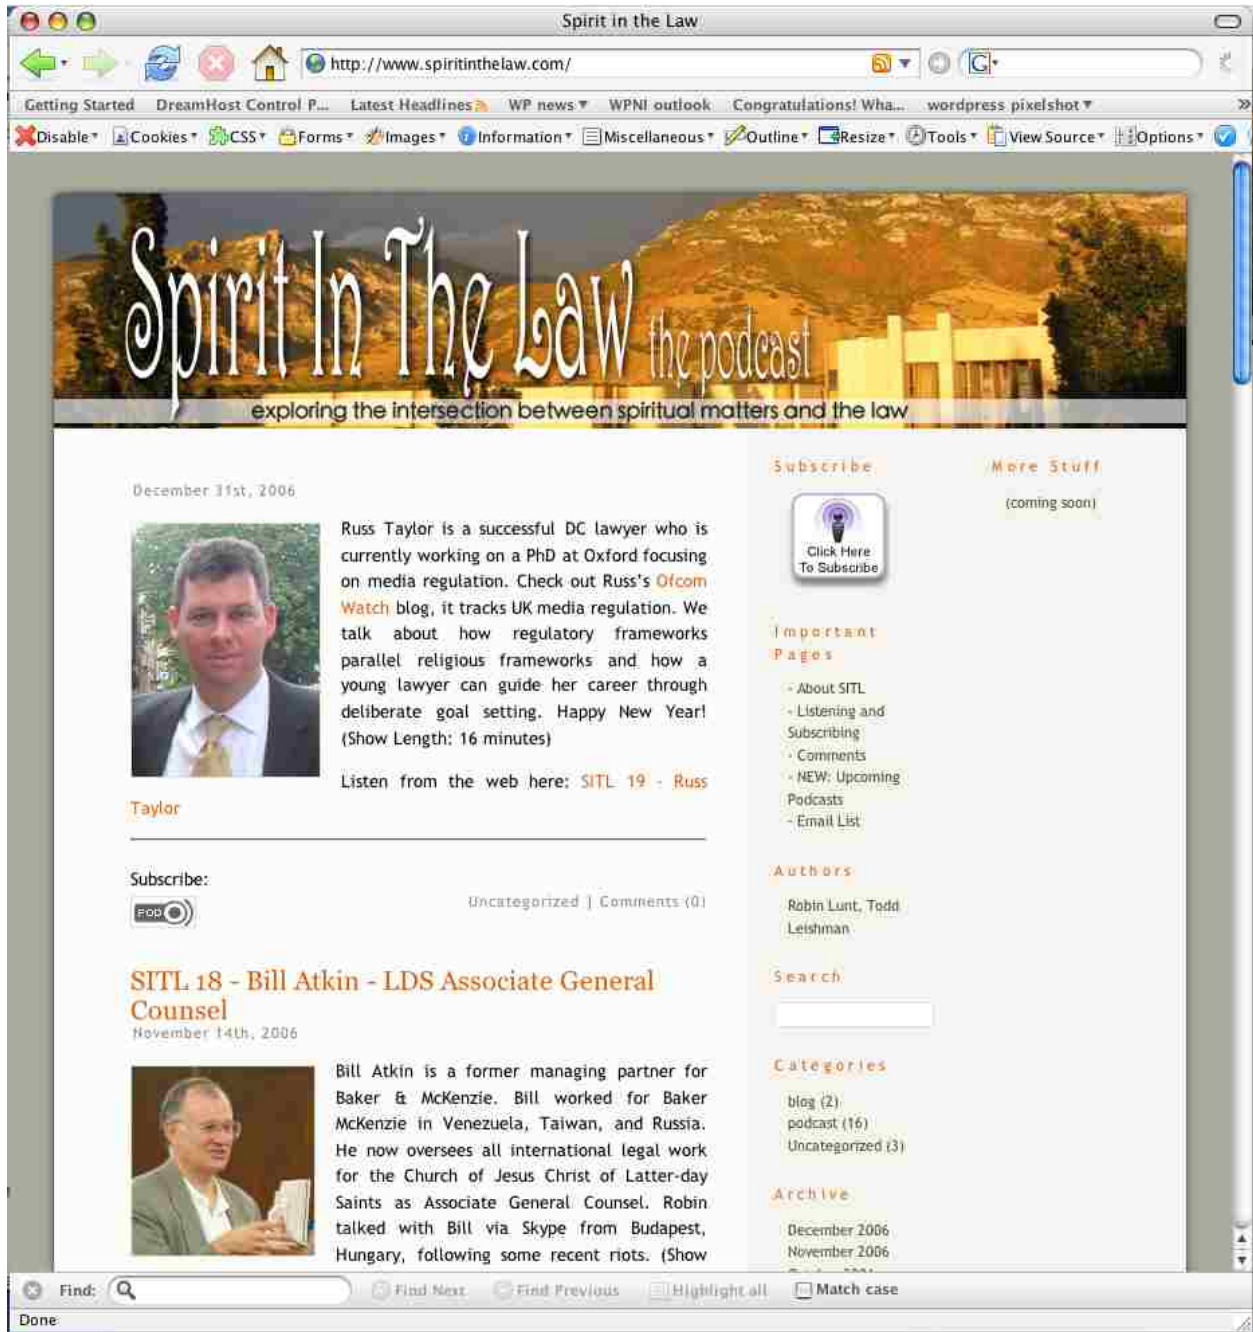 Spirit in the Law
http://www.spiritinthelaw.com/
G
Getting Started DreamHost Control P... Latest Headlines WP news WPNI outlook Congratulations! Wha... wordpress pixelshot
Disable Cookies CSS Forms Images Information Miscellaneous Outline Resize Tools View Source Options
Spirit In The Law the podcast
exploring the intersection between spiritual matters and the law
December 31st, 2006
Russ Taylor is a successful DC lawyer who is
currently working on a PhD at Oxford focusing
on media regulation. Check out Russ's Ofcom
Watch blog, it tracks UK media regulation. We
talk about how regulatory frameworks
parallel religious frameworks and how a
young lawyer can guide her career through
deliberate goal setting. Happy New Year!
(Show Length: 16 minutes)
Listen from the web here: SITL 19 - Russ
Taylor
Subscribe:
POD
Uncategorized | Comments (0)
SITL 18 - Bill Atkin - LDS Associate General
Counsel
November 14th, 2006
Bill Atkin is a former managing partner for
Baker & McKenzie. Bill worked for Baker
McKenzie in Venezuela, Taiwan, and Russia.
He now oversees all international legal work
for the Church of Jesus Christ of Latter-day
Saints as Associate General Counsel. Robin
talked with Bill via Skype from Budapest,
Hungary, following some recent riots. (Show
Subscribe
Click Here
To Subscribe
Important
Pages
- About SITL
- Listening and
Subscribing
- Comments
- NEW: Upcoming
Podcasts
- Email List
Authors
Robin Lunt, Todd
Leishman
Search
Categories
blog (2)
podcast (16)
Uncategorized (3)
Archive
December 2006
November 2006
More Stuff
(coming soon)
Find: Find Next Find Previous Highlight all Match case
Done